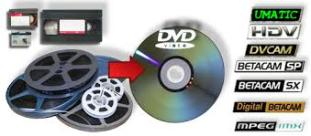 DVD
VIDEO
UMATIC
HDV
DVCAM
BETACAM SP
BETACAM SX
Digital BETACAM
MPEG IMX